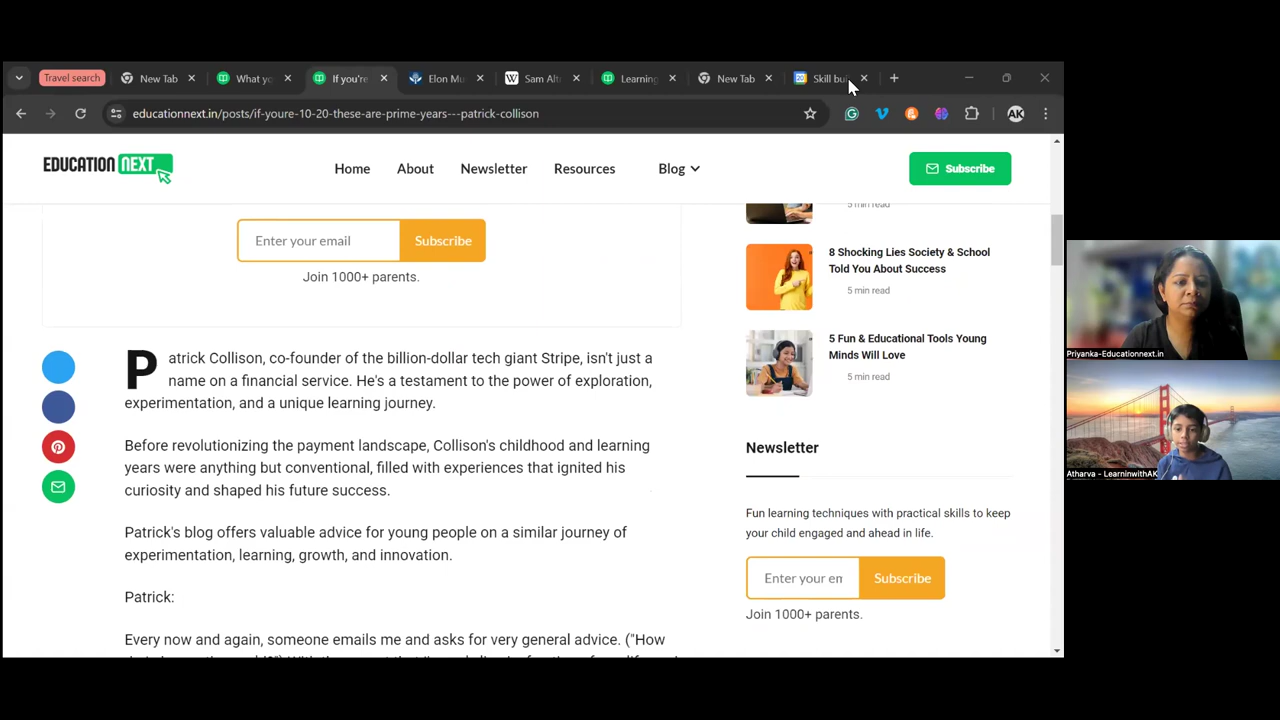 Travel search
New Tab
What yo
If you're
Elon Mu
Sam Alt
Learning
New Tab
Skill bui
educationnext.in/posts/if-youre-10-20-these-are-prime-years---patrick-collison
AK
EDUCATION NEXT
Home
About
Newsletter
Resources
Blog
Subscribe
Enter your email
Subscribe
Join 1000+ parents.
Patrick Collison, co-founder of the billion-dollar tech giant Stripe, isn't just a
name on a financial service. He's a testament to the power of exploration,
experimentation, and a unique learning journey.
Before revolutionizing the payment landscape, Collison's childhood and learning
years were anything but conventional, filled with experiences that ignited his
curiosity and shaped his future success.
Patrick's blog offers valuable advice for young people on a similar journey of
experimentation, learning, growth, and innovation.
Patrick:
Every now and again, someone emails me and asks for very general advice. ("How
5 min read
8 Shocking Lies Society & School
Told You About Success
5 min read
5 Fun & Educational Tools Young
Minds Will Love
5 min read
Newsletter
Fun learning techniques with practical skills to keep
your child engaged and ahead in life.
Enter your em
Subscribe
Join 1000+ parents.
Priyanka-Educationnext.in
Atharva - LearninwithAK